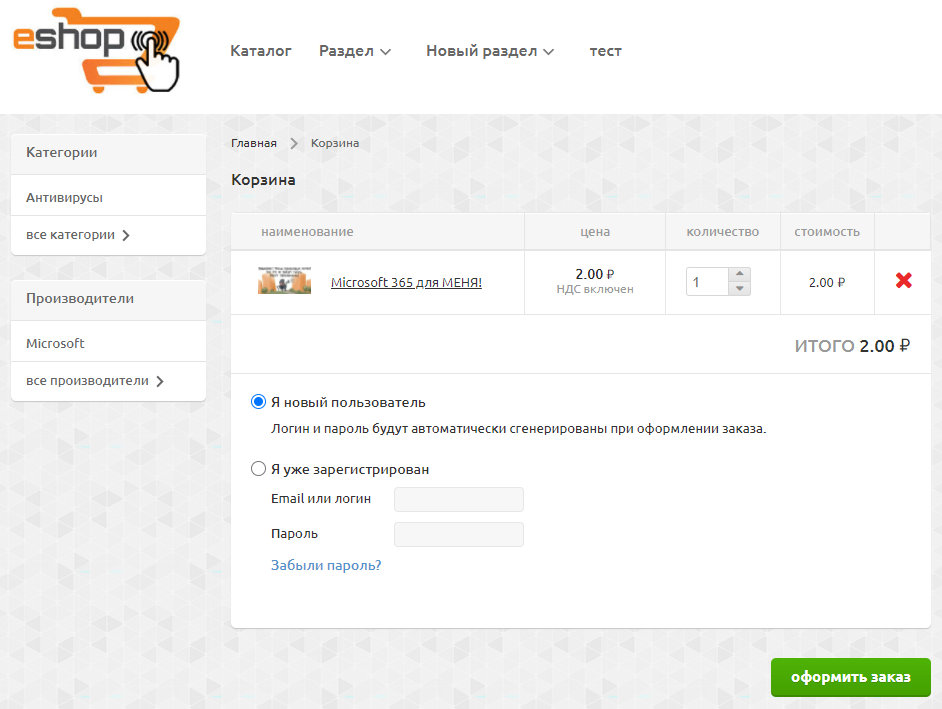 eshop
Каталог
Раздел
Новый раздел
тест
Категории
Антивирусы
все категории
Производители
Microsoft
все производители
Главная
Корзина
Корзина
наименование
цена
количество
стоимость
Microsoft 365 для МЕНЯ!
2.00 ₽
НДС включен
1
2.00 ₽
ИТОГО 2.00 ₽
Я новый пользователь
Логин и пароль будут автоматически сгенерированы при оформлении заказа.
Я уже зарегистрирован
Email или логин
Пароль
Забыли пароль?
оформить заказ